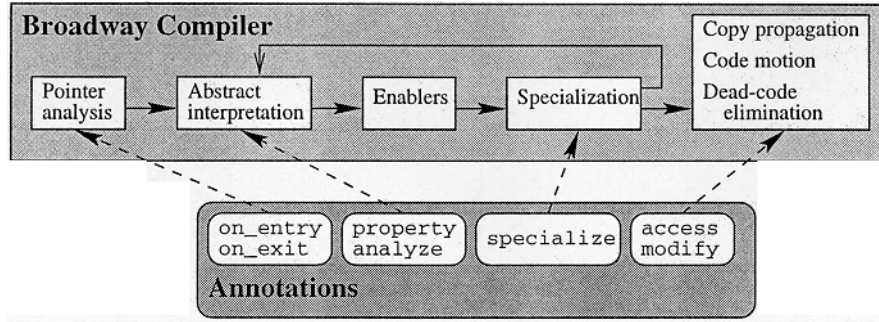 Broadway Compiler
Pointer
analysis
Abstract
interpretation
Enablers
Specialization
Copy propagation
Code motion
Dead-code
elimination
on_entry
on_exit
property
analyze
specialize
access
modify
Annotations